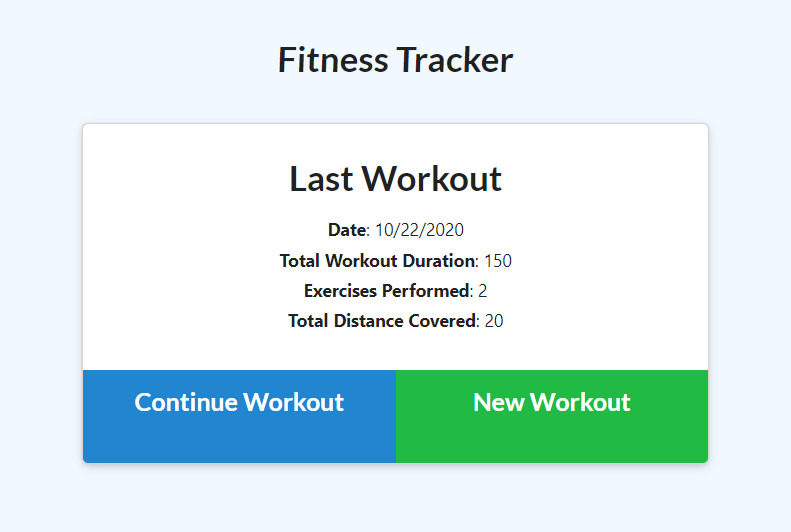 Fitness Tracker
Last Workout
Date: 10/22/2020
Total Workout Duration: 150
Exercises Performed: 2
Total Distance Covered: 20
Continue Workout
New Workout